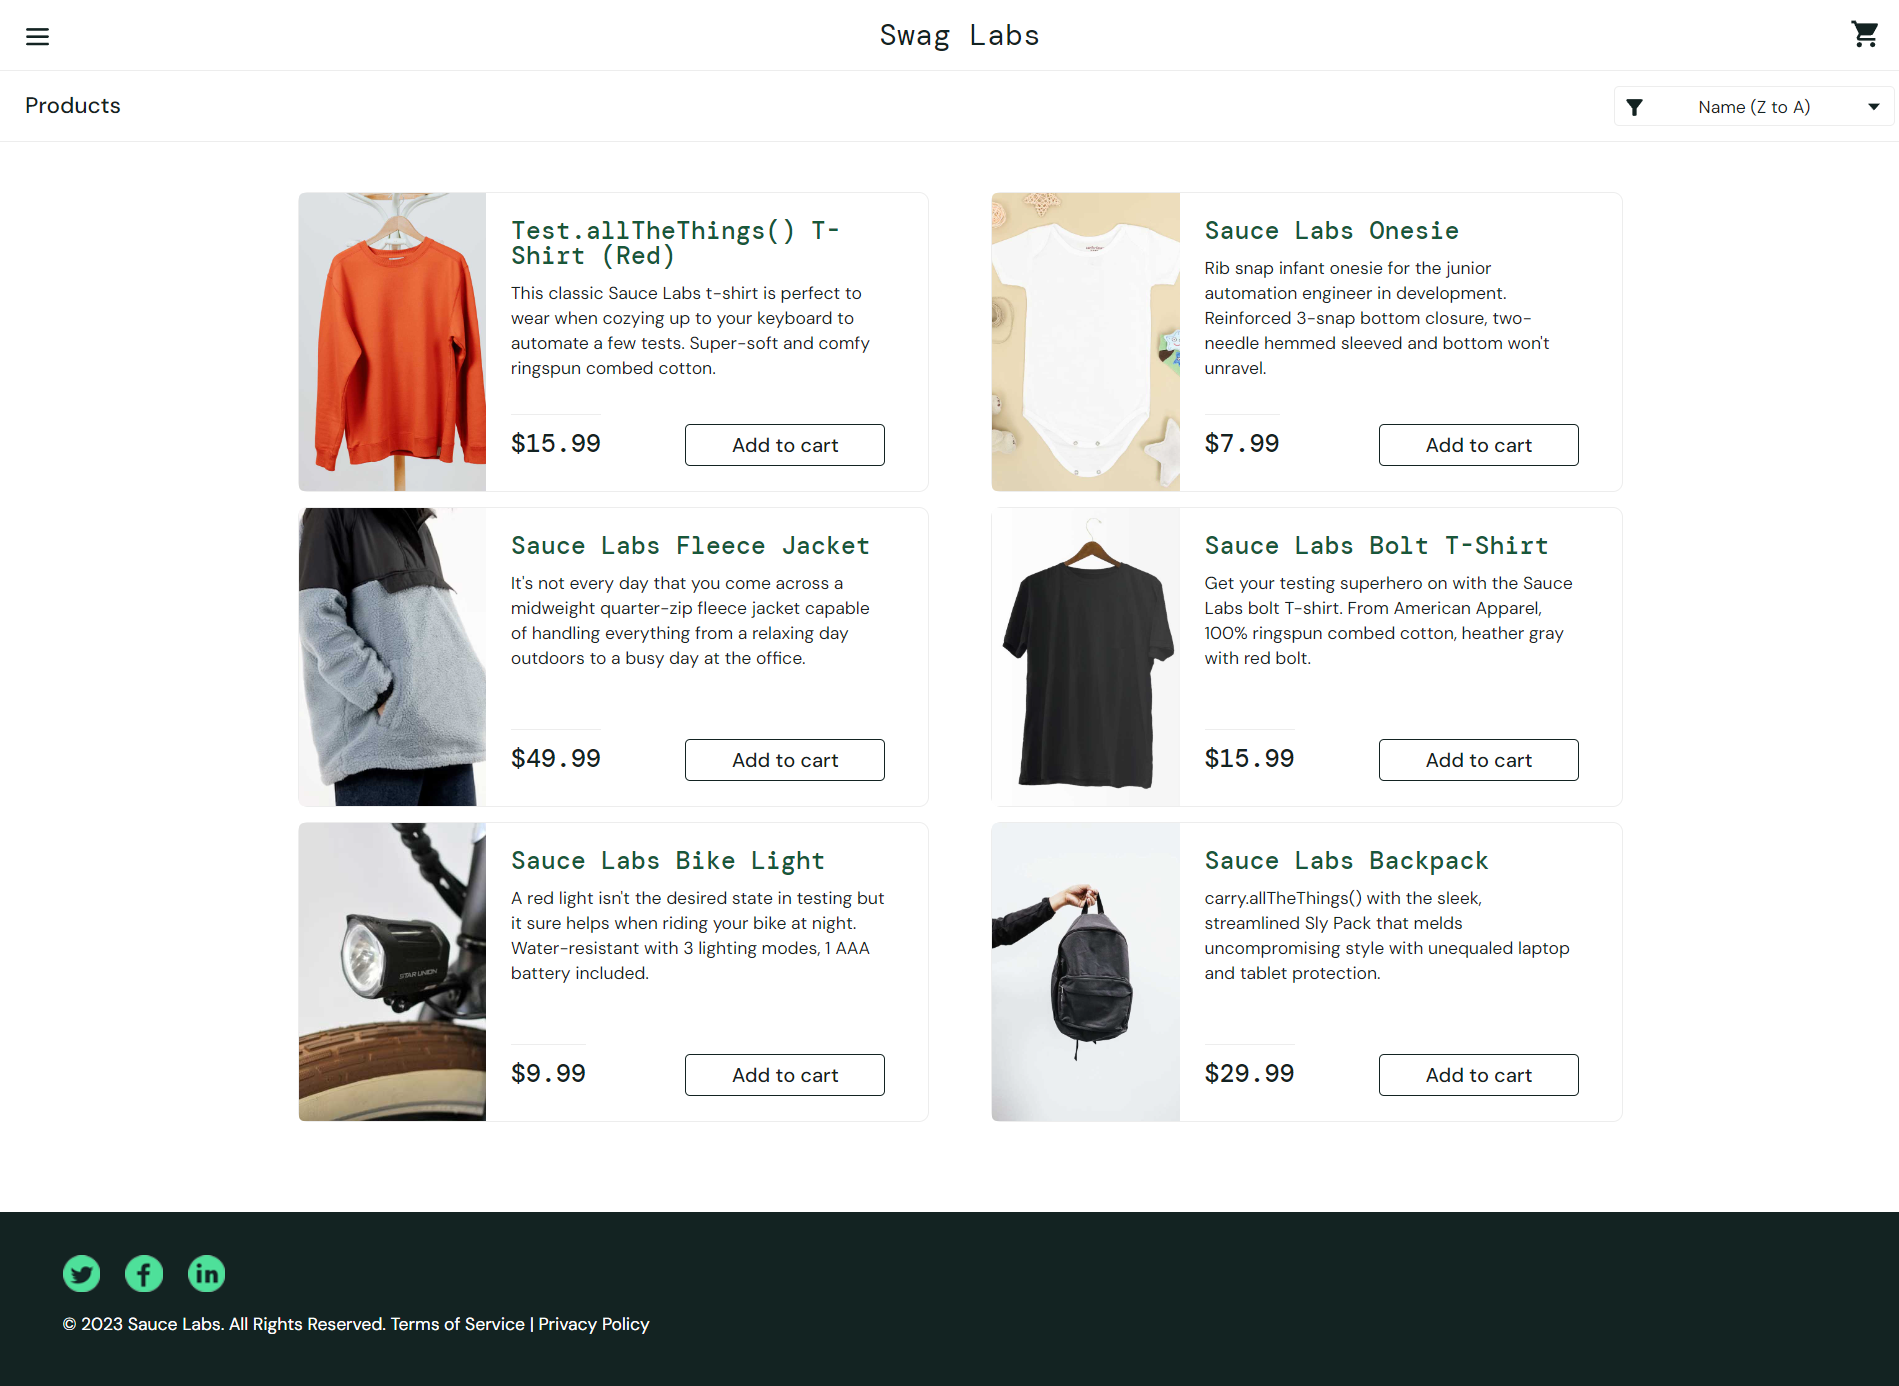 Swag Labs
Products
Name (Z to A)
Test.allTheThings() T-
Shirt (Red)
This classic Sauce Labs t-shirt is perfect to
wear when cozying up to your keyboard to
automate a few tests. Super-soft and comfy
ringspun combed cotton.
$15.99
Add to cart
Sauce Labs Onesie
Rib snap infant onesie for the junior
automation engineer in development.
Reinforced 3-snap bottom closure, two-
needle hemmed sleeved and bottom won't
unravel.
$7.99
Add to cart
Sauce Labs Fleece Jacket
It's not every day that you come across a
midweight quarter-zip fleece jacket capable
of handling everything from a relaxing day
outdoors to a busy day at the office.
$49.99
Add to cart
Sauce Labs Bolt T-Shirt
Get your testing superhero on with the Sauce
Labs bolt T-shirt. From American Apparel,
100% ringspun combed cotton, heather gray
with red bolt.
$15.99
Add to cart
STAR UNION
Sauce Labs Bike Light
A red light isn't the desired state in testing but
it sure helps when riding your bike at night.
Water-resistant with 3 lighting modes, 1 AAA
battery included.
$9.99
Add to cart
Sauce Labs Backpack
carry.allTheThings() with the sleek,
streamlined Sly Pack that melds
uncompromising style with unequaled laptop
and tablet protection.
$29.99
Add to cart
© 2023 Sauce Labs. All Rights Reserved. Terms of Service | Privacy Policy